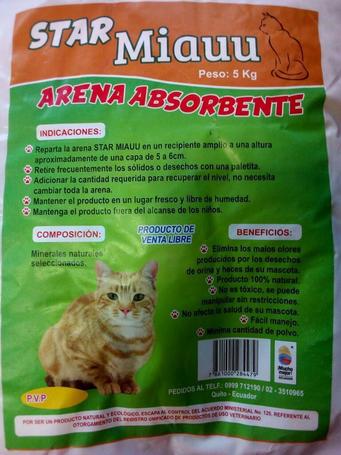 STAR Miauu
Peso: 5 Kg
ARENA ABSORBENTE
INDICACIONES:
Reparta la arena STAR MIAUU en un recipiente amplio a una altura
aproximadamente de una capa de 5 a 6cm.
Retire frecuentemente los sólidos o desechos con una paletita.
Adicionar la cantidad requerida para recuperar el nivel, no necesita
cambiar toda la arena.
Mantener el producto en un lugar fresco y libre de humedad.
Mantenga el producto fuera del alcanse de los niños.
COMPOSICIÓN:
Minerales naturales
seleccionados.
PRODUCTO DE
VENTA LIBRE
BENEFICIOS:
Elimina los malos olores
producidos por los desechos
de orina y heces de su mascota.
Producto 100% natural.
No es tóxico, se puede
manipular sin restricciones.
No afecta la salud de su mascota.
Fácil manejo.
Mínima cantidad de polvo.
P.V.P
Mucho
mejor!
PEDIDOS AL TELF.: 0999 712190 / 02 - 3510965
Quito - Ecuador
POR SER UN PRODUCTO NATURAL Y ECOLÓGICO, ESCAPA AL CONTROL DEL ACUERDO MINISTERIAL No. 125, REFERENTE AL
OTORGAMIENTO DEL REGISTRO UNIFICADO DE PRODUCTOS DE USO VETERINARIO